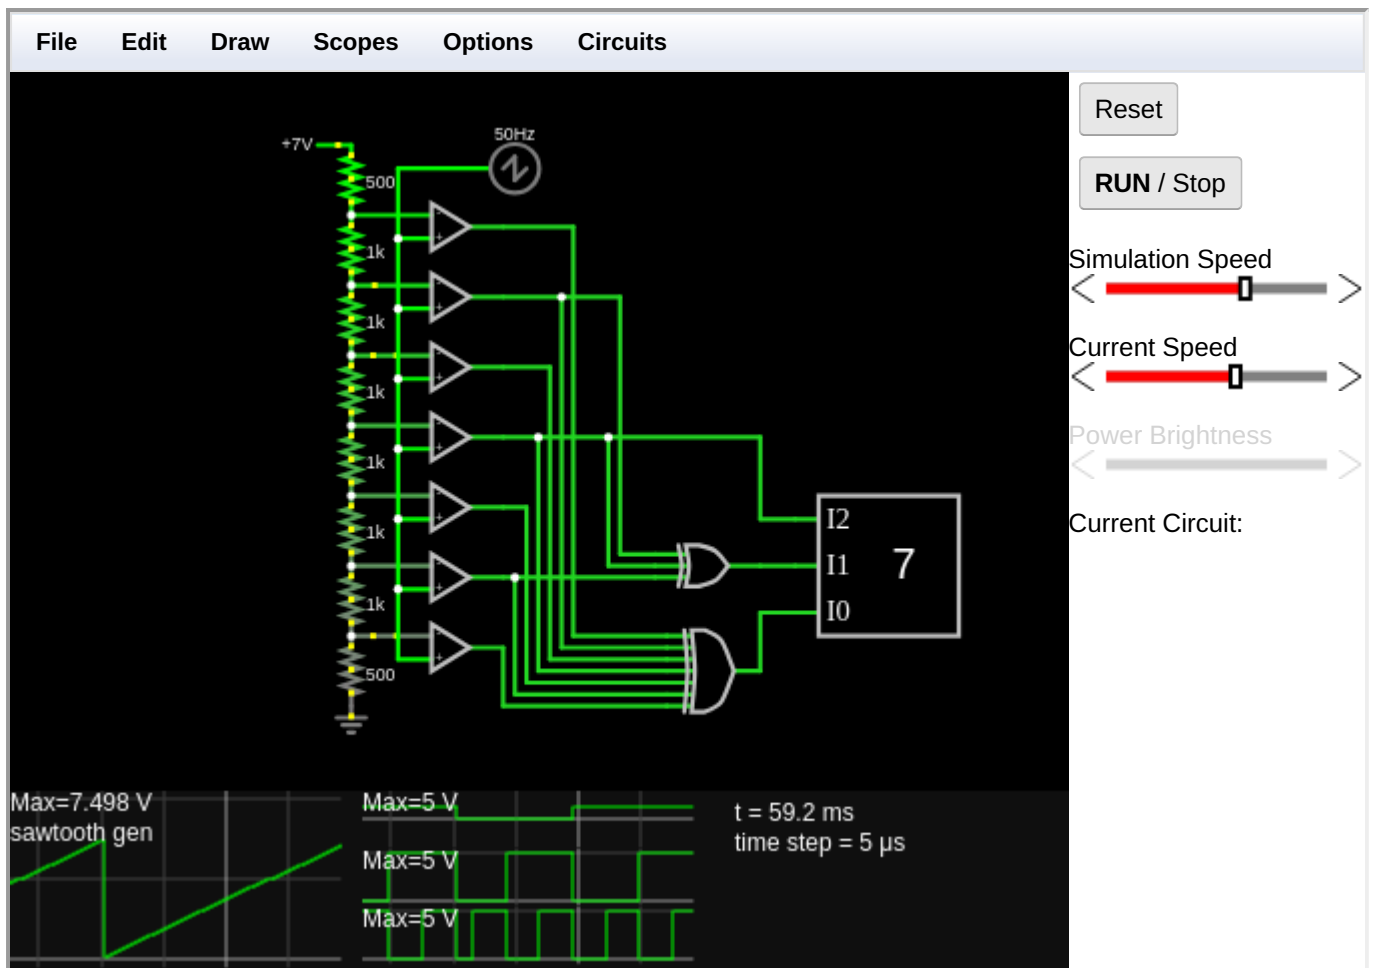 File Edit Draw Scopes Options Circuits
Reset
RUN / Stop
Simulation Speed
Current Speed
Power Brightness
Current Circuit:
50Hz
+7V
500
1k
1k
1k
1k
1k
1k
500
- +
- +
- +
- +
- +
- +
- +
I2
I1 7
I0
Max=7.498 V
sawtooth gen
Max=5 V
Max=5 V
Max=5 V
t = 59.2 ms
time step = 5 μs